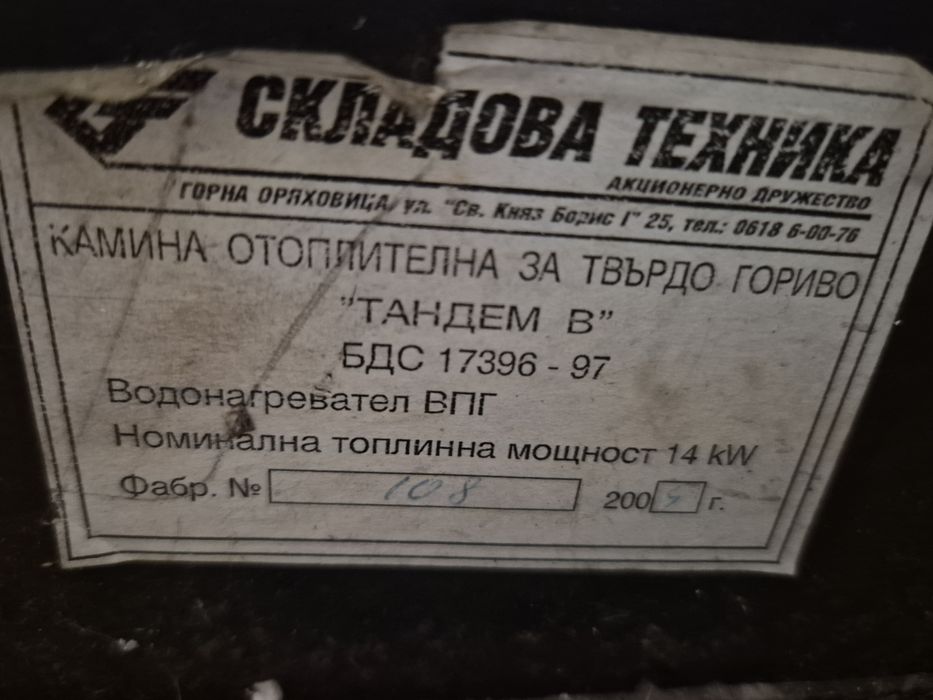 СКЛАДОВА ТЕХНИКА
АКЦИОНЕРНО ДРУЖЕСТВО
ГОРНА ОРЯХОВИЦА, ул. "Св. Княз Борис I" 25, тел.: 0618 6-00-76
КАМИНА ОТОПЛИТЕЛНА ЗА ТВЪРДО ГОРИВО
"ТАНДЕМ В"
БДС 17396 - 97
Водонагревател ВПГ
Номинална топлинна мощност 14 kW
Фабр. № 108 200 г.